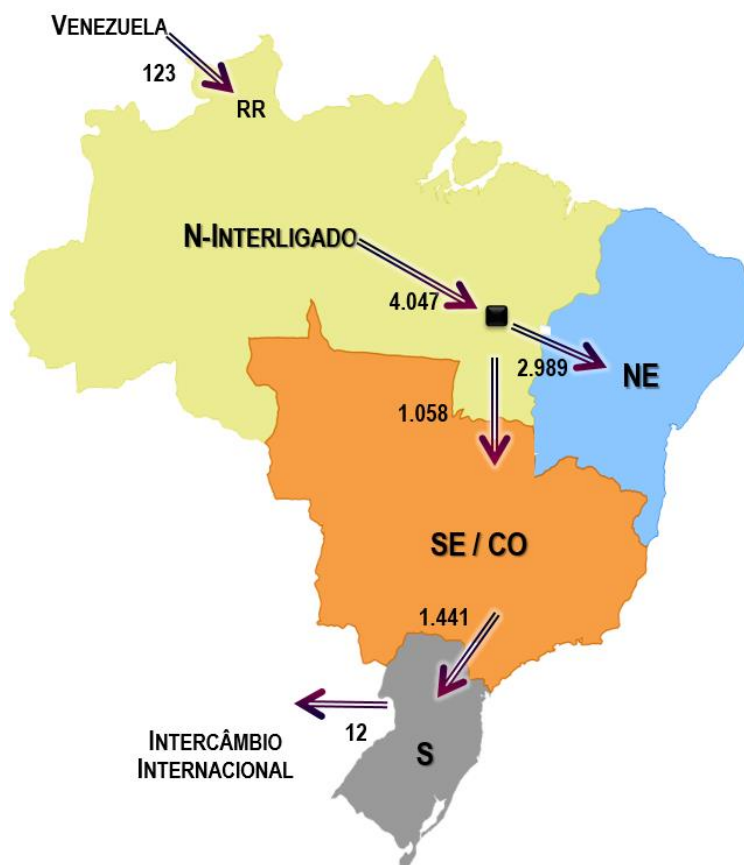 VENEZUELA
123
RR
N-INTERLIGADO
4.047
2.989
NE
1.058
SE / CO
1.441
12
INTERCÂMBIO
INTERNACIONAL
S